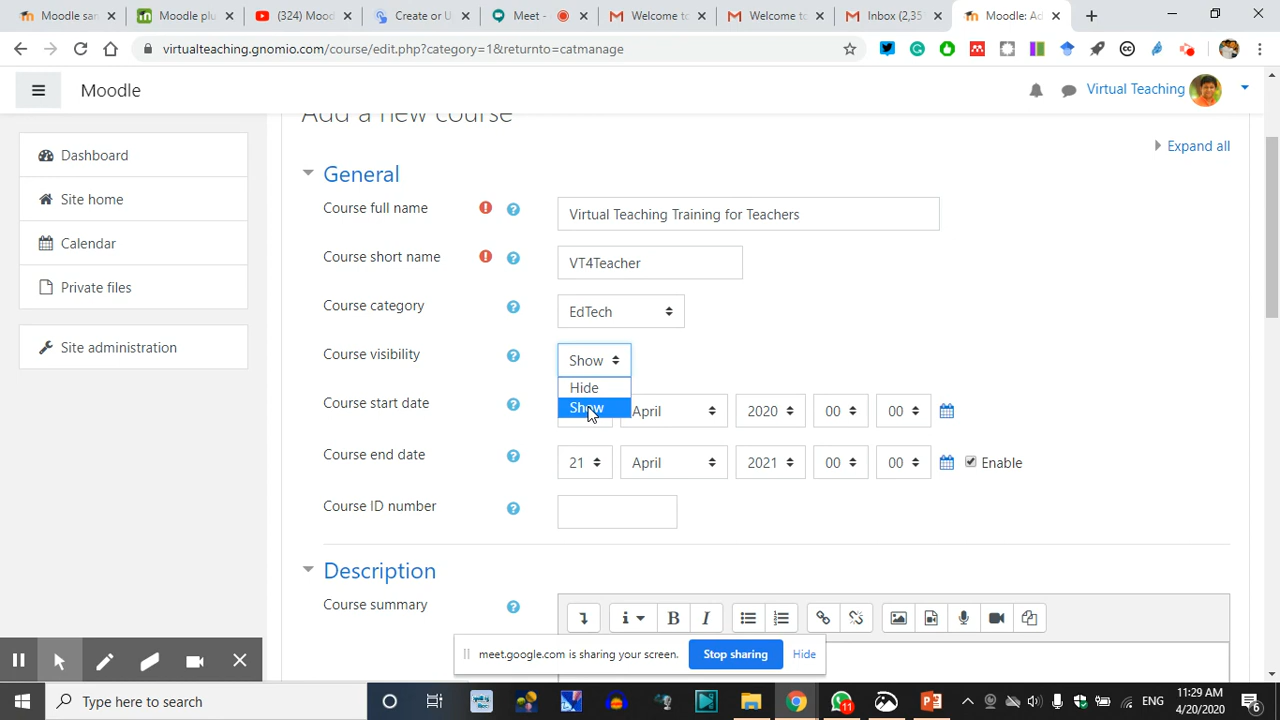 Moodle san
Moodle plu
(324) Mood
Create or U
Meet -
Welcome to
Welcome to
Inbox (2,35
Moodle: Ad
virtualteaching.gnomio.com/course/edit.php?category=1&returnto=catmanage
Moodle
Virtual Teaching
Add a new course
Dashboard
Expand all
General
Site home
Course full name
Virtual Teaching Training for Teachers
Calendar
Course short name
VT4Teacher
Private files
Course category
EdTech
Site administration
Course visibility
Show
Hide
Show
Course start date
April
2020
00
00
Course end date
21
April
2021
00
00
Enable
Course ID number
Description
Course summary
i
B
I
meet.google.com is sharing your screen.
Stop sharing
Hide
Type here to search
11
ENG
11:29 AM
4/20/2020
6